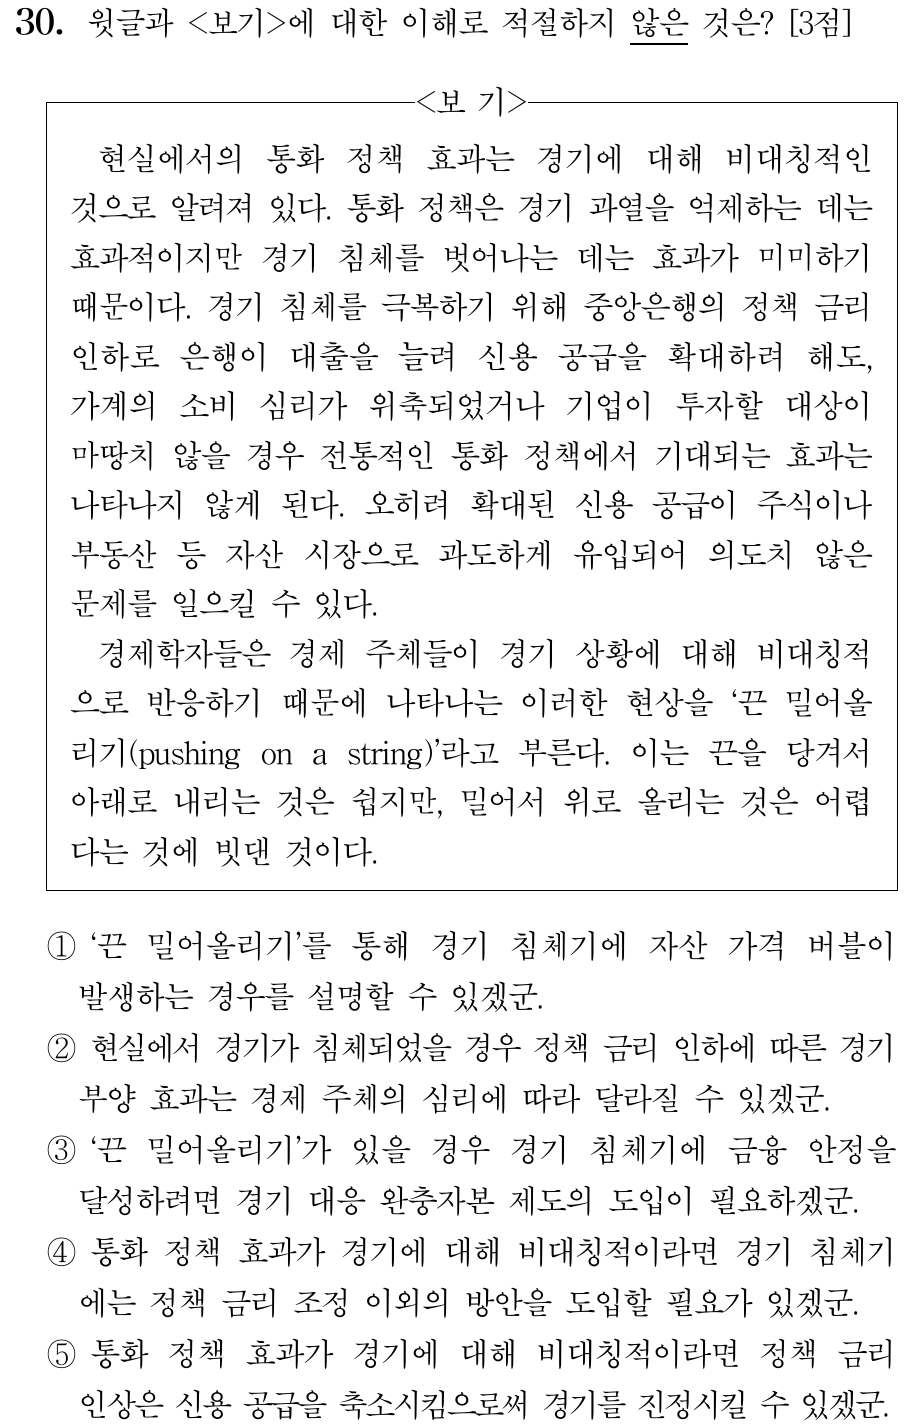 30. 윗글과 <보기>에 대한 이해로 적절하지 않은 것은? [3점]
<보 기>
현실에서의 통화 정책 효과는 경기에 대해 비대칭적인
것으로 알려져 있다. 통화 정책은 경기 과열을 억제하는 데는
효과적이지만 경기 침체를 벗어나는 데는 효과가 미미하기
때문이다. 경기 침체를 극복하기 위해 중앙은행의 정책 금리
인하로 은행이 대출을 늘려 신용 공급을 확대하려 해도,
가계의 소비 심리가 위축되었거나 기업이 투자할 대상이
마땅치 않을 경우 전통적인 통화 정책에서 기대되는 효과는
나타나지 않게 된다. 오히려 확대된 신용 공급이 주식이나
부동산 등 자산 시장으로 과도하게 유입되어 의도치 않은
문제를 일으킬 수 있다.
경제학자들은 경제 주체들이 경기 상황에 대해 비대칭적
으로 반응하기 때문에 나타나는 이러한 현상을 ‘끈 밀어올
리기(pushing on a string)’라고 부른다. 이는 끈을 당겨서
아래로 내리는 것은 쉽지만, 밀어서 위로 올리는 것은 어렵
다는 것에 빗댄 것이다.
① ‘끈 밀어올리기’를 통해 경기 침체기에 자산 가격 버블이
발생하는 경우를 설명할 수 있겠군.
② 현실에서 경기가 침체되었을 경우 정책 금리 인하에 따른 경기
부양 효과는 경제 주체의 심리에 따라 달라질 수 있겠군.
③ ‘끈 밀어올리기’가 있을 경우 경기 침체기에 금융 안정을
달성하려면 경기 대응 완충자본 제도의 도입이 필요하겠군.
④ 통화 정책 효과가 경기에 대해 비대칭적이라면 경기 침체기
에는 정책 금리 조정 이외의 방안을 도입할 필요가 있겠군.
⑤ 통화 정책 효과가 경기에 대해 비대칭적이라면 정책 금리
인상은 신용 공급을 축소시킴으로써 경기를 진정시킬 수 있겠군.